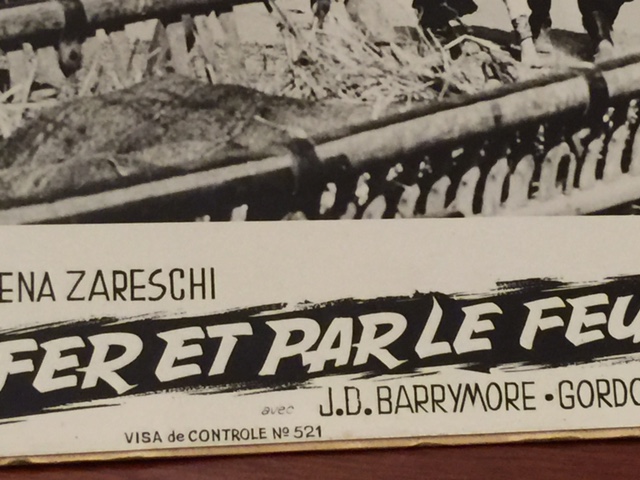 ENA ZARESCHI
FER ET PAR LE FEU
avec J.D. BARRYMORE • GORDO
VISA de CONTROLE Nº 521